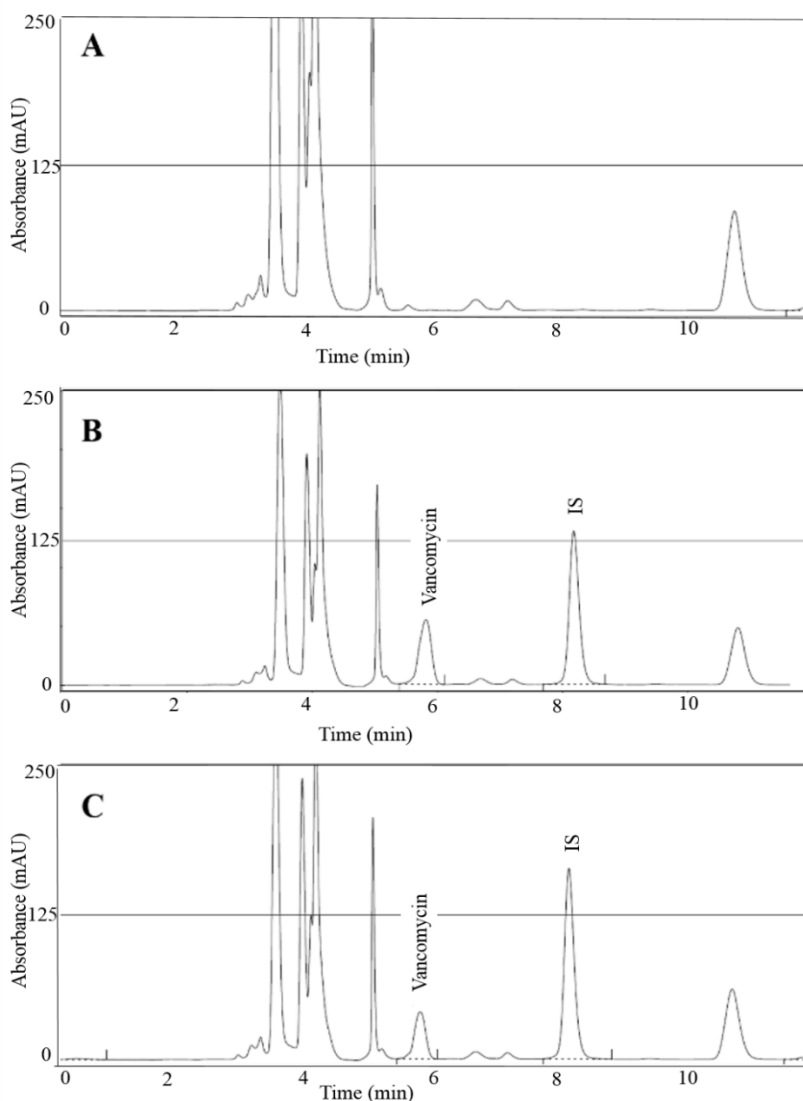 250
A
Absorbance (mAU)
125
0
0 2 4 6 8 10
Time (min)
250
B
Absorbance (mAU)
125
Vancomycin
IS
0
0 2 4 6 8 10
Time (min)
250
C
Absorbance (mAU)
125
Vancomycin
IS
0
0 2 4 6 8 10
Time (min)